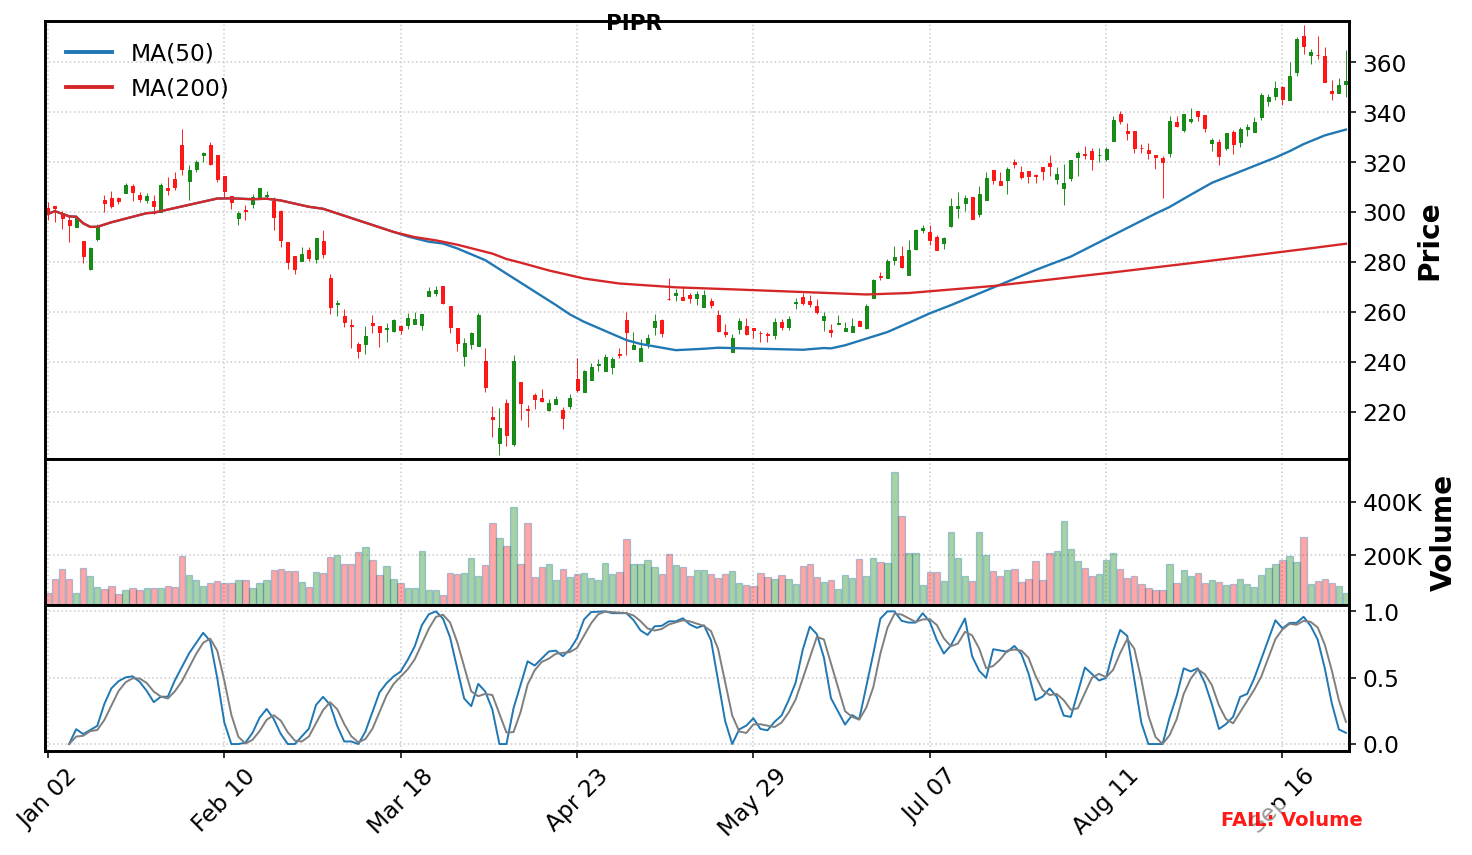 PIPR
MA(50)
MA(200)
360
340
320
300
280
260
240
220
Price
400K
200K
Volume
1.0
0.5
0.0
Jan 02
Feb 10
Mar 18
Apr 23
May 29
Jul 07
Aug 11
Sep 16
FAIL: Volume